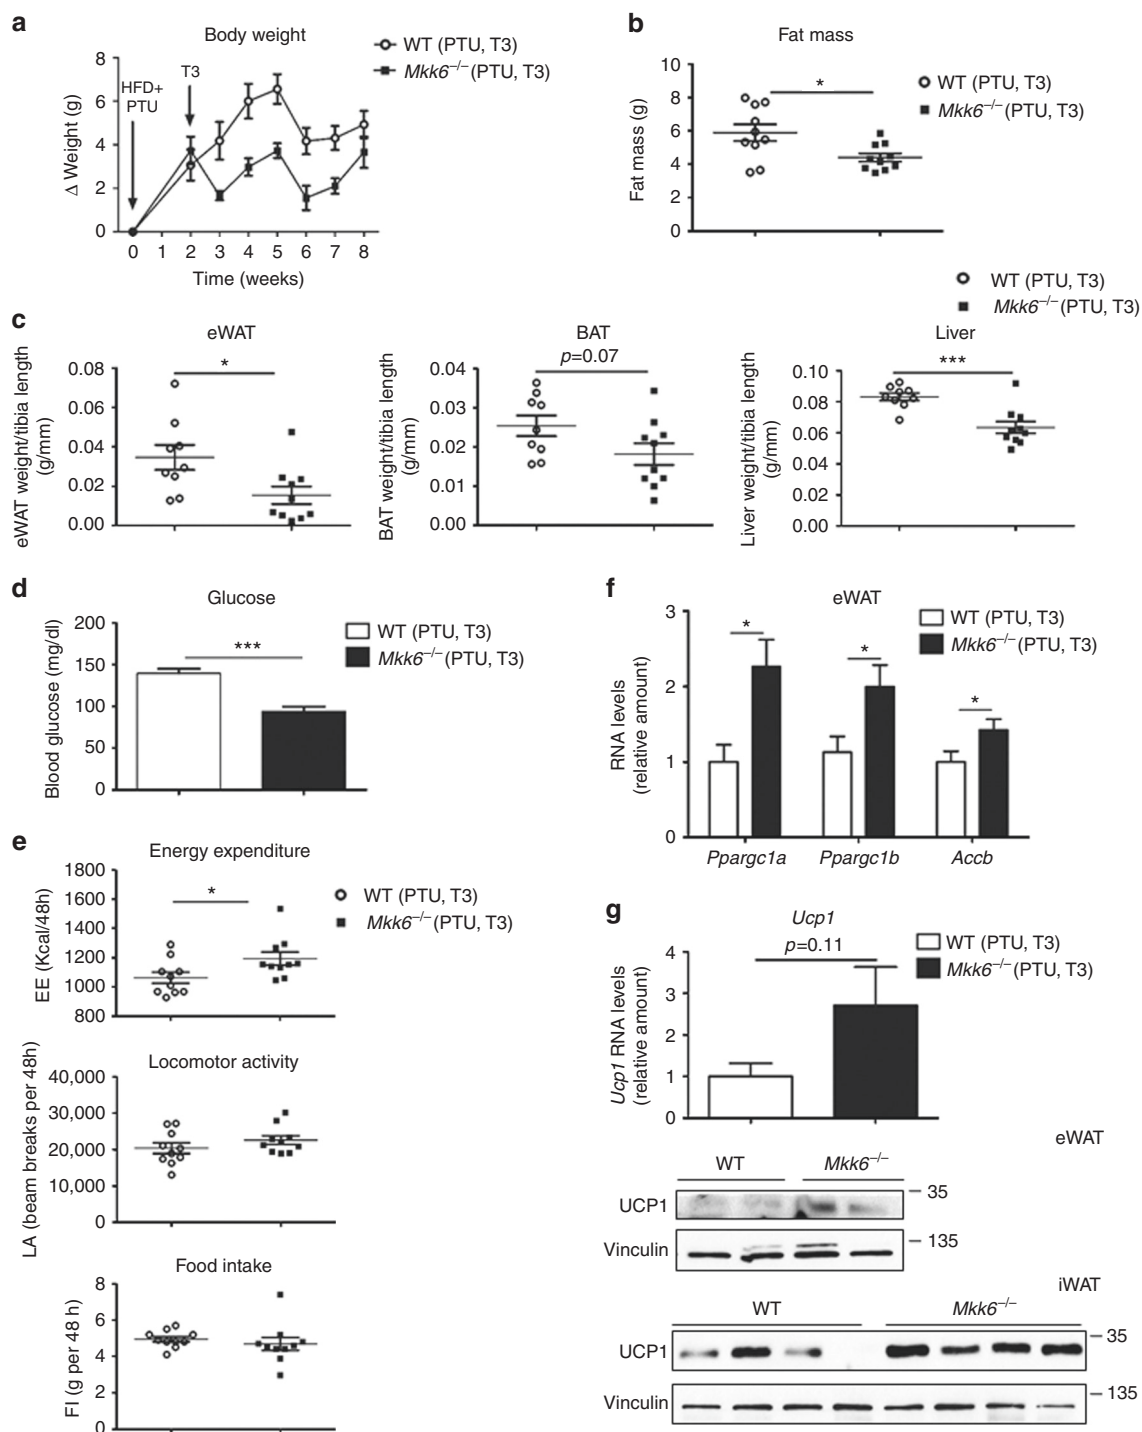 a
Body weight
WT (PTU, T3)
Mkk6–/– (PTU, T3)
HFD+
PTU
T3
Δ Weight (g)
8
6
4
2
0
0 1 2 3 4 5 6 7 8
Time (weeks)
b
Fat mass
WT (PTU, T3)
Mkk6–/– (PTU, T3)
*
Fat mass (g)
10
8
6
4
2
0
WT (PTU, T3)
Mkk6–/– (PTU, T3)
c
eWAT
*
eWAT weight/tibia length
(g/mm)
0.08
0.06
0.04
0.02
0.00
BAT
p=0.07
BAT weight/tibia length
(g/mm)
0.04
0.03
0.02
0.01
0.00
Liver
***
Liver weight/tibia length
(g/mm)
0.10
0.08
0.06
0.04
0.02
0.00
d
Glucose
***
WT (PTU, T3)
Mkk6–/– (PTU, T3)
Blood glucose (mg/dl)
200
150
100
50
0
e
Energy expenditure
*
WT (PTU, T3)
Mkk6–/– (PTU, T3)
EE (Kcal/48h)
1800
1600
1400
1200
1000
800
Locomotor activity
LA (beam breaks per 48h)
40,000
30,000
20,000
10,000
0
Food intake
FI (g per 48 h)
8
6
4
2
0
f
eWAT
WT (PTU, T3)
Mkk6–/– (PTU, T3)
* * *
RNA levels
(relative amount)
3
2
1
0
Ppargc1a Ppargc1b Accb
g
Ucp1
p=0.11
WT (PTU, T3)
Mkk6–/– (PTU, T3)
Ucp1 RNA levels
(relative amount)
4
3
2
1
0
eWAT
WT Mkk6–/–
UCP1 35
Vinculin 135
iWAT
WT Mkk6–/–
UCP1 35
Vinculin 135